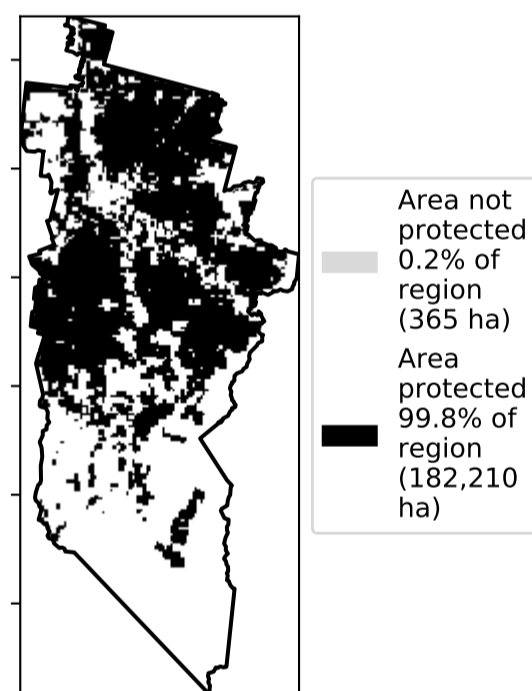 Area not
protected
0.2% of
region
(365 ha)
Area
protected
99.8% of
region
(182,210
ha)